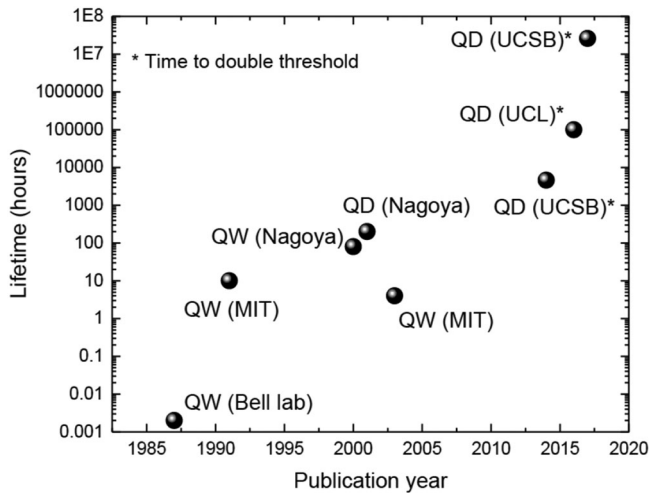 1E8
1E7
1000000
100000
10000
1000
100
10
1
0.1
0.01
0.001
Lifetime (hours)
* Time to double threshold
QD (UCSB)*
QD (UCL)*
QD (UCSB)*
QD (Nagoya)
QW (Nagoya)
QW (MIT)
QW (MIT)
QW (Bell lab)
1985 1990 1995 2000 2005 2010 2015 2020
Publication year